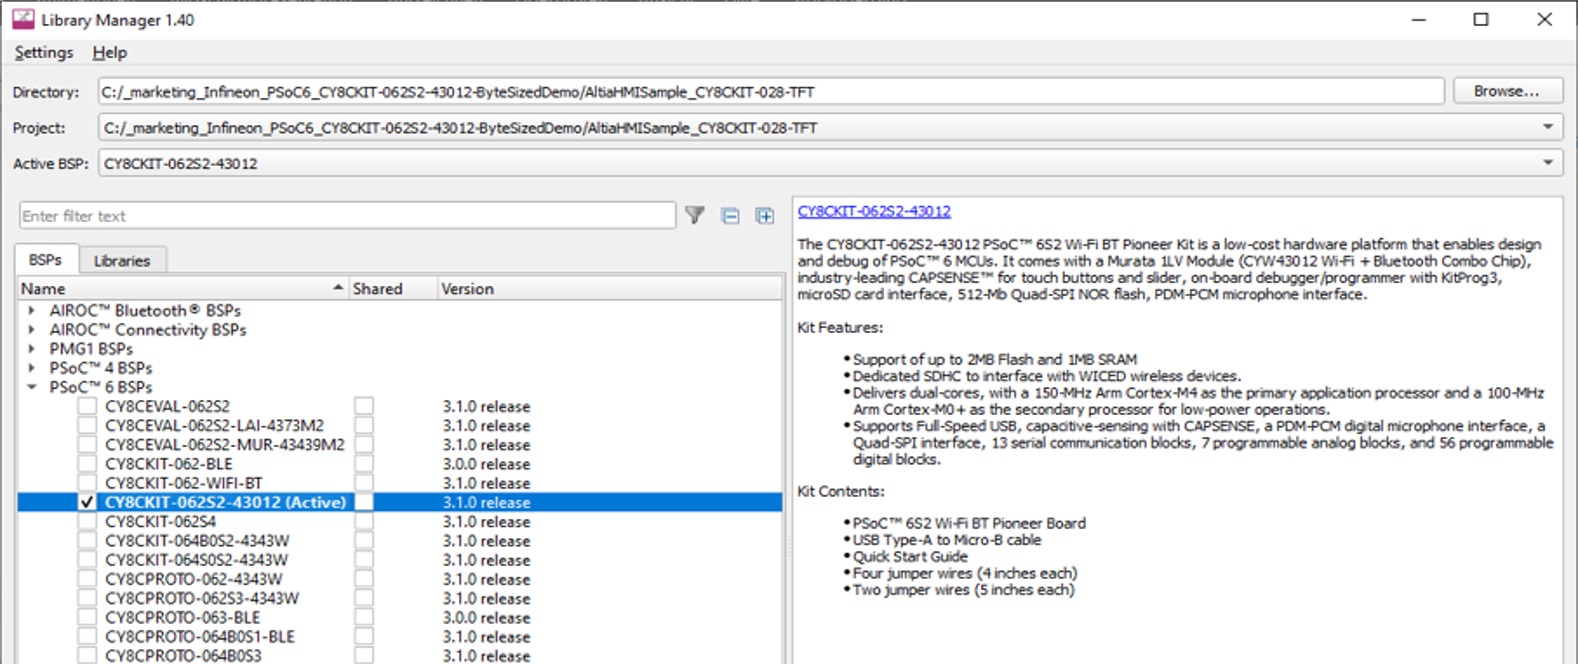 Library Manager 1.40
Settings Help
Directory: C:/_marketing_Infineon_PSoC6_CY8CKIT-062S2-43012-ByteSizedDemo/AltiaHMISample_CY8CKIT-028-TFT Browse...
Project: C:/_marketing_Infineon_PSoC6_CY8CKIT-062S2-43012-ByteSizedDemo/AltiaHMISample_CY8CKIT-028-TFT
Active BSP: CY8CKIT-062S2-43012
Enter filter text
BSPs Libraries
Name Shared Version
AIROC™ Bluetooth® BSPs
AIROC™ Connectivity BSPs
PMG1 BSPs
PSoC™ 4 BSPs
PSoC™ 6 BSPs
CY8CEVAL-062S2 3.1.0 release
CY8CEVAL-062S2-LAI-4373M2 3.1.0 release
CY8CEVAL-062S2-MUR-43439M2 3.1.0 release
CY8CKIT-062-BLE 3.0.0 release
CY8CKIT-062-WIFI-BT 3.1.0 release
CY8CKIT-062S2-43012 (Active) 3.1.0 release
CY8CKIT-062S4 3.1.0 release
CY8CKIT-064B0S2-4343W 3.1.0 release
CY8CKIT-064S0S2-4343W 3.1.0 release
CY8CPROTO-062-4343W 3.1.0 release
CY8CPROTO-062S3-4343W 3.1.0 release
CY8CPROTO-063-BLE 3.0.0 release
CY8CPROTO-064B0S1-BLE 3.1.0 release
CY8CPROTO-064B0S3 3.1.0 release
CY8CKIT-062S2-43012
The CY8CKIT-062S2-43012 PSoC™ 6S2 Wi-Fi BT Pioneer Kit is a low-cost hardware platform that enables design
and debug of PSoC™ 6 MCUs. It comes with a Murata 1LV Module (CYW43012 Wi-Fi + Bluetooth Combo Chip),
industry-leading CAPSENSE™ for touch buttons and slider, on-board debugger/programmer with KitProg3,
microSD card interface, 512-Mb Quad-SPI NOR flash, PDM-PCM microphone interface.
Kit Features:
•Support of up to 2MB Flash and 1MB SRAM
•Dedicated SDHC to interface with WICED wireless devices.
•Delivers dual-cores, with a 150-MHz Arm Cortex-M4 as the primary application processor and a 100-MHz
Arm Cortex-M0+ as the secondary processor for low-power operations.
•Supports Full-Speed USB, capacitive-sensing with CAPSENSE, a PDM-PCM digital microphone interface, a
Quad-SPI interface, 13 serial communication blocks, 7 programmable analog blocks, and 56 programmable
digital blocks.
Kit Contents:
•PSoC™ 6S2 Wi-Fi BT Pioneer Board
•USB Type-A to Micro-B cable
•Quick Start Guide
•Four jumper wires (4 inches each)
•Two jumper wires (5 inches each)